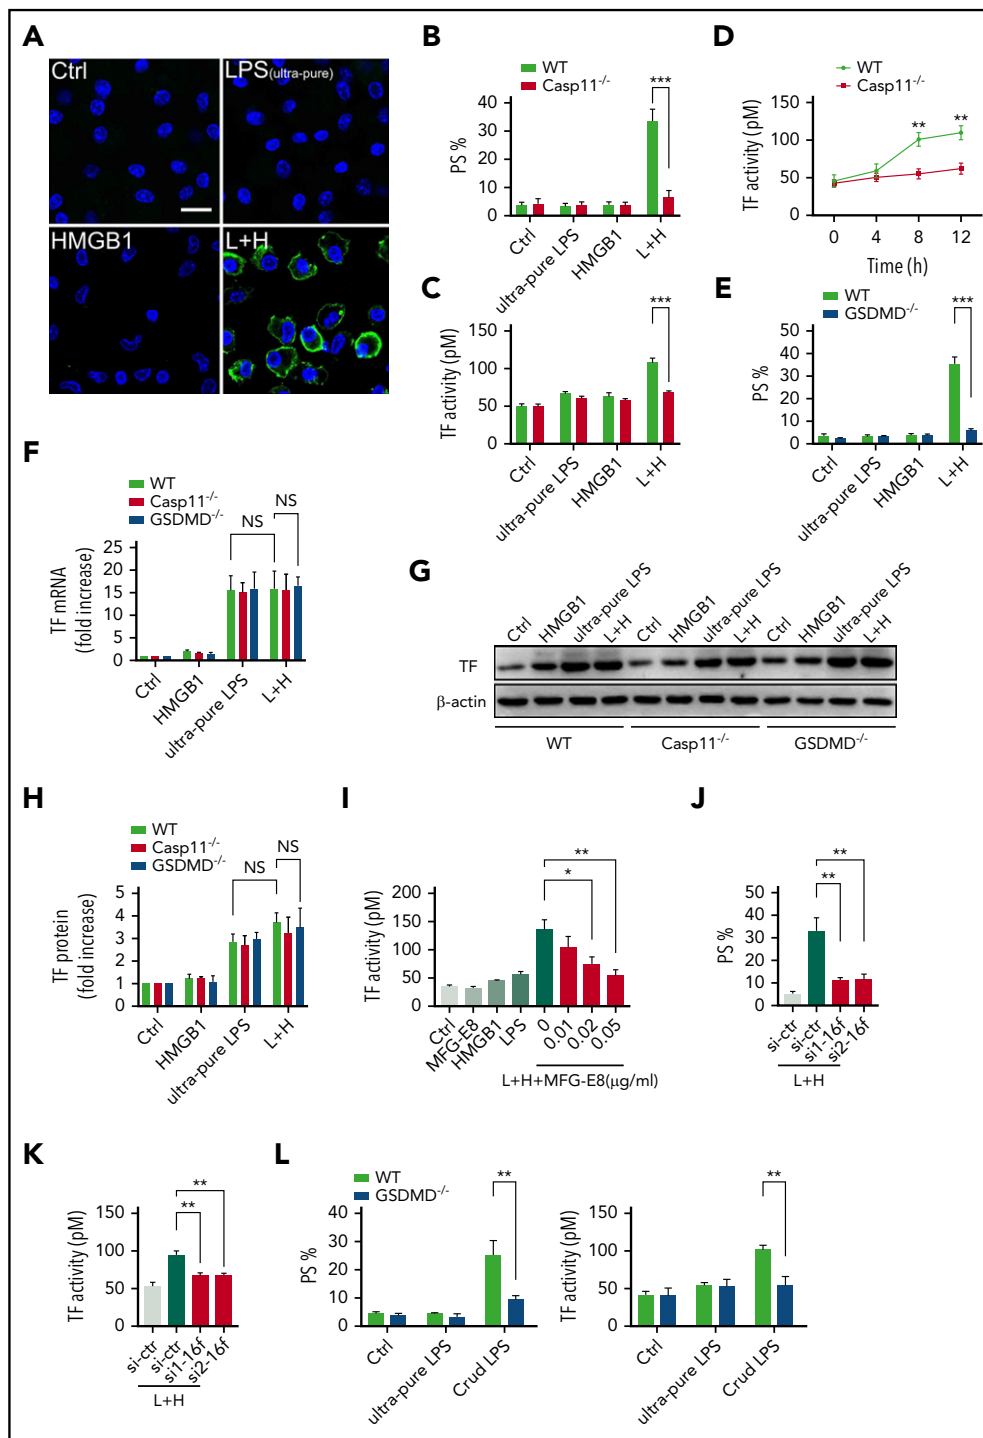 A
Ctrl
LPS(ultra-pure)
HMGB1
L+H
B
WT
Casp11-/-
***
PS %
40
30
20
10
0
Ctrl
ultra-pure LPS
HMGB1
L+H
C
***
TF activity (pM)
150
100
50
0
Ctrl
ultra-pure LPS
HMGB1
L+H
D
WT
Casp11-/-
TF activity (pM)
150
100
50
0
** **
0 4 8 12
Time (h)
E
WT
GSDMD-/-
***
PS %
50
40
30
20
10
0
Ctrl
ultra-pure LPS
HMGB1
L+H
F
WT
Casp11-/-
GSDMD-/-
NS
NS
TF mRNA
(fold increase)
25
20
15
10
5
1
Ctrl
HMGB1
ultra-pure LPS
L+H
G
Ctrl HMGB1 ultra-pure LPS L+H Ctrl HMGB1 ultra-pure LPS L+H Ctrl HMGB1 ultra-pure LPS L+H
TF
β-actin
WT Casp11-/- GSDMD-/-
H
WT
Casp11-/-
GSDMD-/-
NS
NS
TF protein
(fold increase)
5
4
3
2
1
Ctrl
HMGB1
ultra-pure LPS
L+H
I
**
*
TF activity (pM)
200
150
100
50
0
Ctrl
MFG-E8
HMGB1
LPS
0
0.01
0.02
0.05
L+H+MFG-E8(μg/ml)
J
**
**
PS %
50
40
30
20
10
0
si-ctr
si-ctr
si1-16f
si2-16f
L+H
K
**
**
TF activity (pM)
150
100
50
0
si-ctr
si-ctr
si1-16f
si2-16f
L+H
L
WT
GSDMD-/-
**
PS %
40
30
20
10
0
Ctrl
ultra-pure LPS
Crud LPS
**
TF activity (pM)
150
100
50
0
Ctrl
ultra-pure LPS
Crud LPS